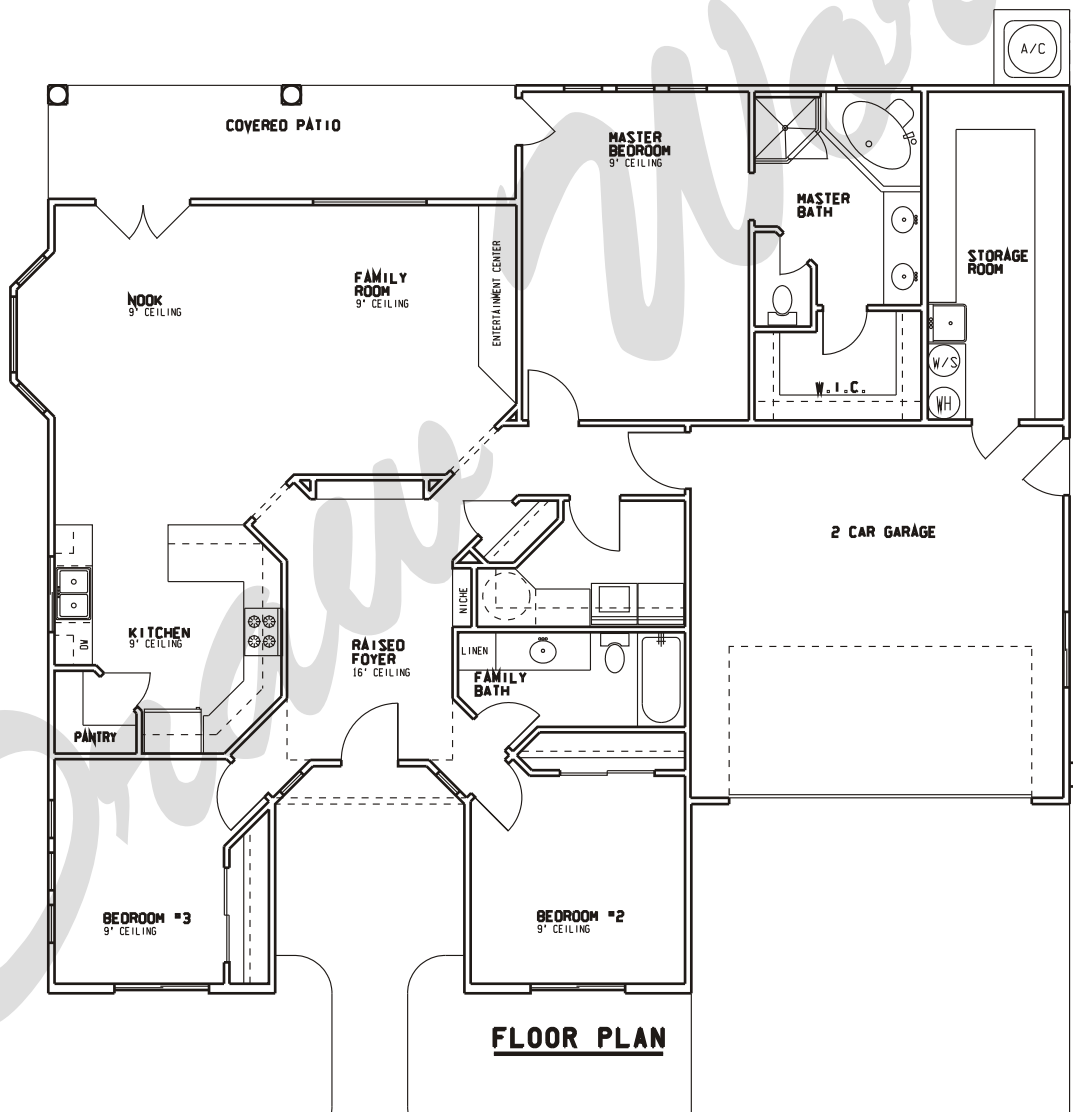 A/C
COVERED PATIO
MASTER
BEDROOM
9' CEILING
MASTER
BATH
STORAGE
ROOM
NOOK
9' CEILING
FAMILY
ROOM
9' CEILING
ENTERTAINMENT CENTER
W/S
WH
W.I.C.
2 CAR GARAGE
KITCHEN
9' CEILING
DW
NICHE
RAISED
FOYER
16' CEILING
LINEN
FAMILY
BATH
PANTRY
BEDROOM #3
9' CEILING
BEDROOM #2
9' CEILING
FLOOR PLAN